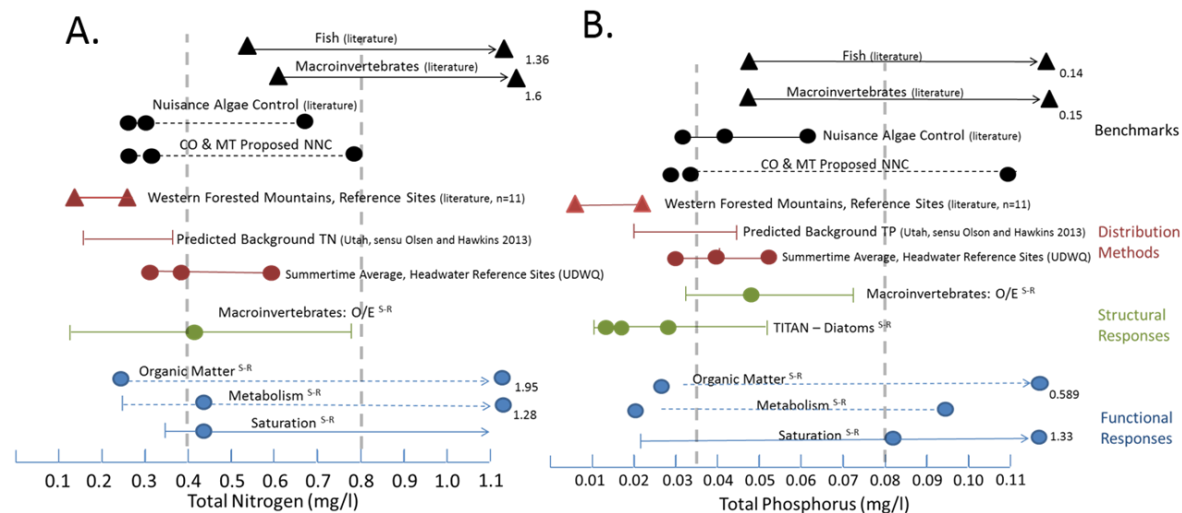 A.
Fish (literature)
1.36
Macroinvertebrates (literature)
1.6
Nuisance Algae Control (literature)
CO & MT Proposed NNC
Western Forested Mountains, Reference Sites (literature, n=11)
Predicted Background TN (Utah, sensu Olsen and Hawkins 2013)
Summertime Average, Headwater Reference Sites (UDWQ)
Macroinvertebrates: O/E S-R
Organic Matter S-R
1.95
Metabolism S-R
1.28
Saturation S-R
0.1 0.2 0.3 0.4 0.5 0.6 0.7 0.8 0.9 1.0 1.1
Total Nitrogen (mg/l)
B.
Fish (literature)
0.14
Macroinvertebrates (literature)
0.15
Benchmarks
Nuisance Algae Control (literature)
CO & MT Proposed NNC
Western Forested Mountains, Reference Sites (literature, n=11)
Predicted Background TP (Utah, sensu Olson and Hawkins 2013)
Distribution
Methods
Summertime Average, Headwater Reference Sites (UDWQ)
Macroinvertebrates: O/E S-R
Structural
Responses
TITAN – Diatoms S-R
Organic Matter S-R
0.589
Metabolism S-R
Functional
Responses
Saturation S-R
1.33
0.01 0.02 0.03 0.04 0.05 0.06 0.07 0.08 0.09 0.10 0.11
Total Phosphorus (mg/l)